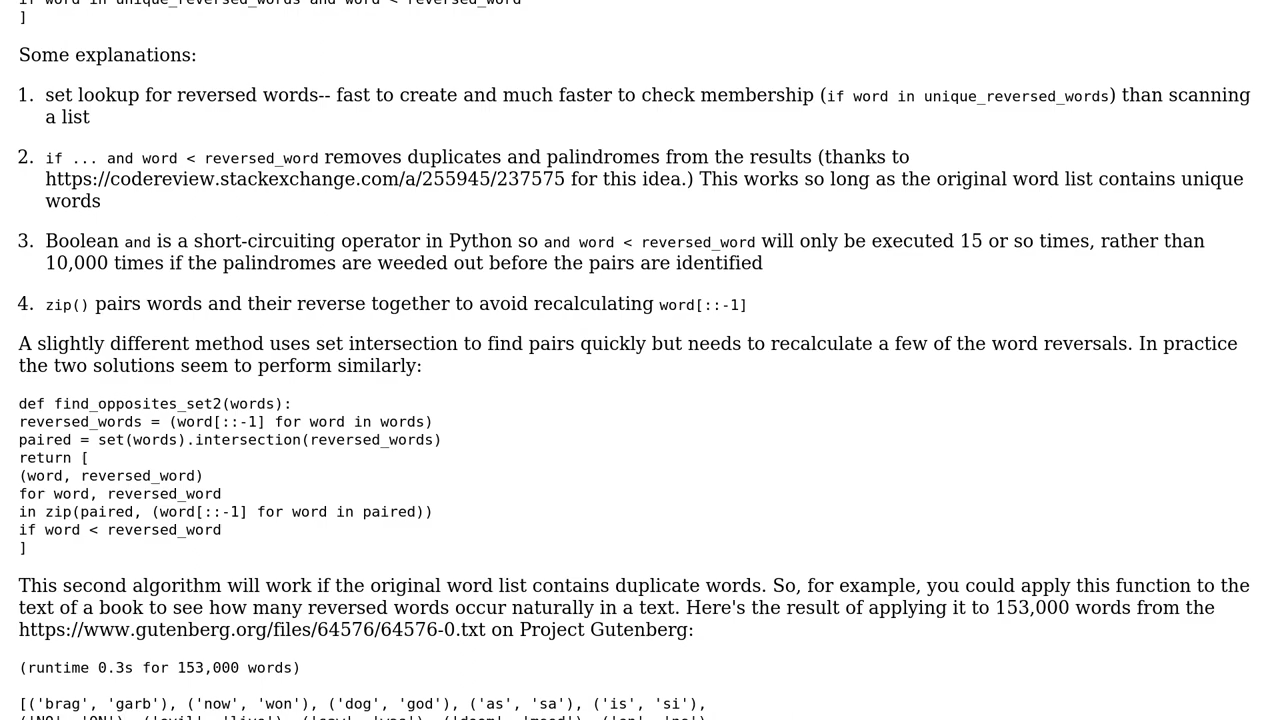 if word in unique_reversed_words and word < reversed_word
]
Some explanations:
1. set lookup for reversed words-- fast to create and much faster to check membership (if word in unique_reversed_words) than scanning
a list
2. if ... and word < reversed_word removes duplicates and palindromes from the results (thanks to
https://codereview.stackexchange.com/a/255945/237575 for this idea.) This works so long as the original word list contains unique
words
3. Boolean and is a short-circuiting operator in Python so and word < reversed_word will only be executed 15 or so times, rather than
10,000 times if the palindromes are weeded out before the pairs are identified
4. zip() pairs words and their reverse together to avoid recalculating word[::-1]
A slightly different method uses set intersection to find pairs quickly but needs to recalculate a few of the word reversals. In practice
the two solutions seem to perform similarly:
def find_opposites_set2(words):
reversed_words = (word[::-1] for word in words)
paired = set(words).intersection(reversed_words)
return [
(word, reversed_word)
for word, reversed_word
in zip(paired, (word[::-1] for word in paired))
if word < reversed_word
]
This second algorithm will work if the original word list contains duplicate words. So, for example, you could apply this function to the
text of a book to see how many reversed words occur naturally in a text. Here's the result of applying it to 153,000 words from the
https://www.gutenberg.org/files/64576/64576-0.txt on Project Gutenberg:
(runtime 0.3s for 153,000 words)
[('brag', 'garb'), ('now', 'won'), ('dog', 'god'), ('as', 'sa'), ('is', 'si'),